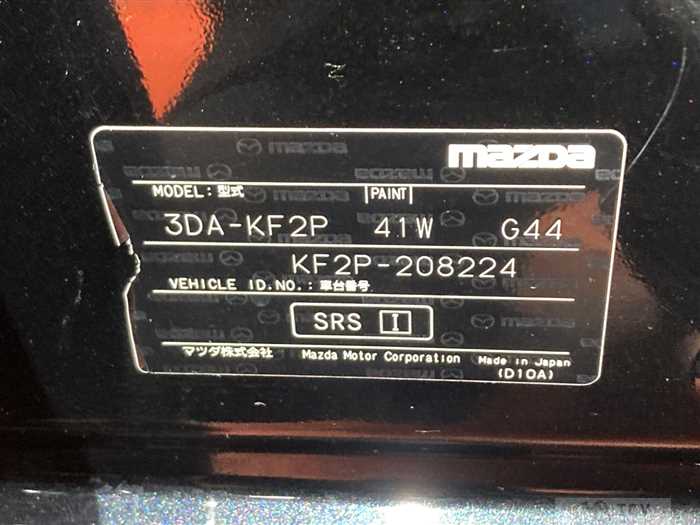 mazda
MODEL: 型式 PAINT
3DA-KF2P 41W G44
KF2P-208224
VEHICLE ID.NO.: 車台番号
SRS I
マツダ株式会社 Mazda Motor Corporation Made in Japan
(D10A)